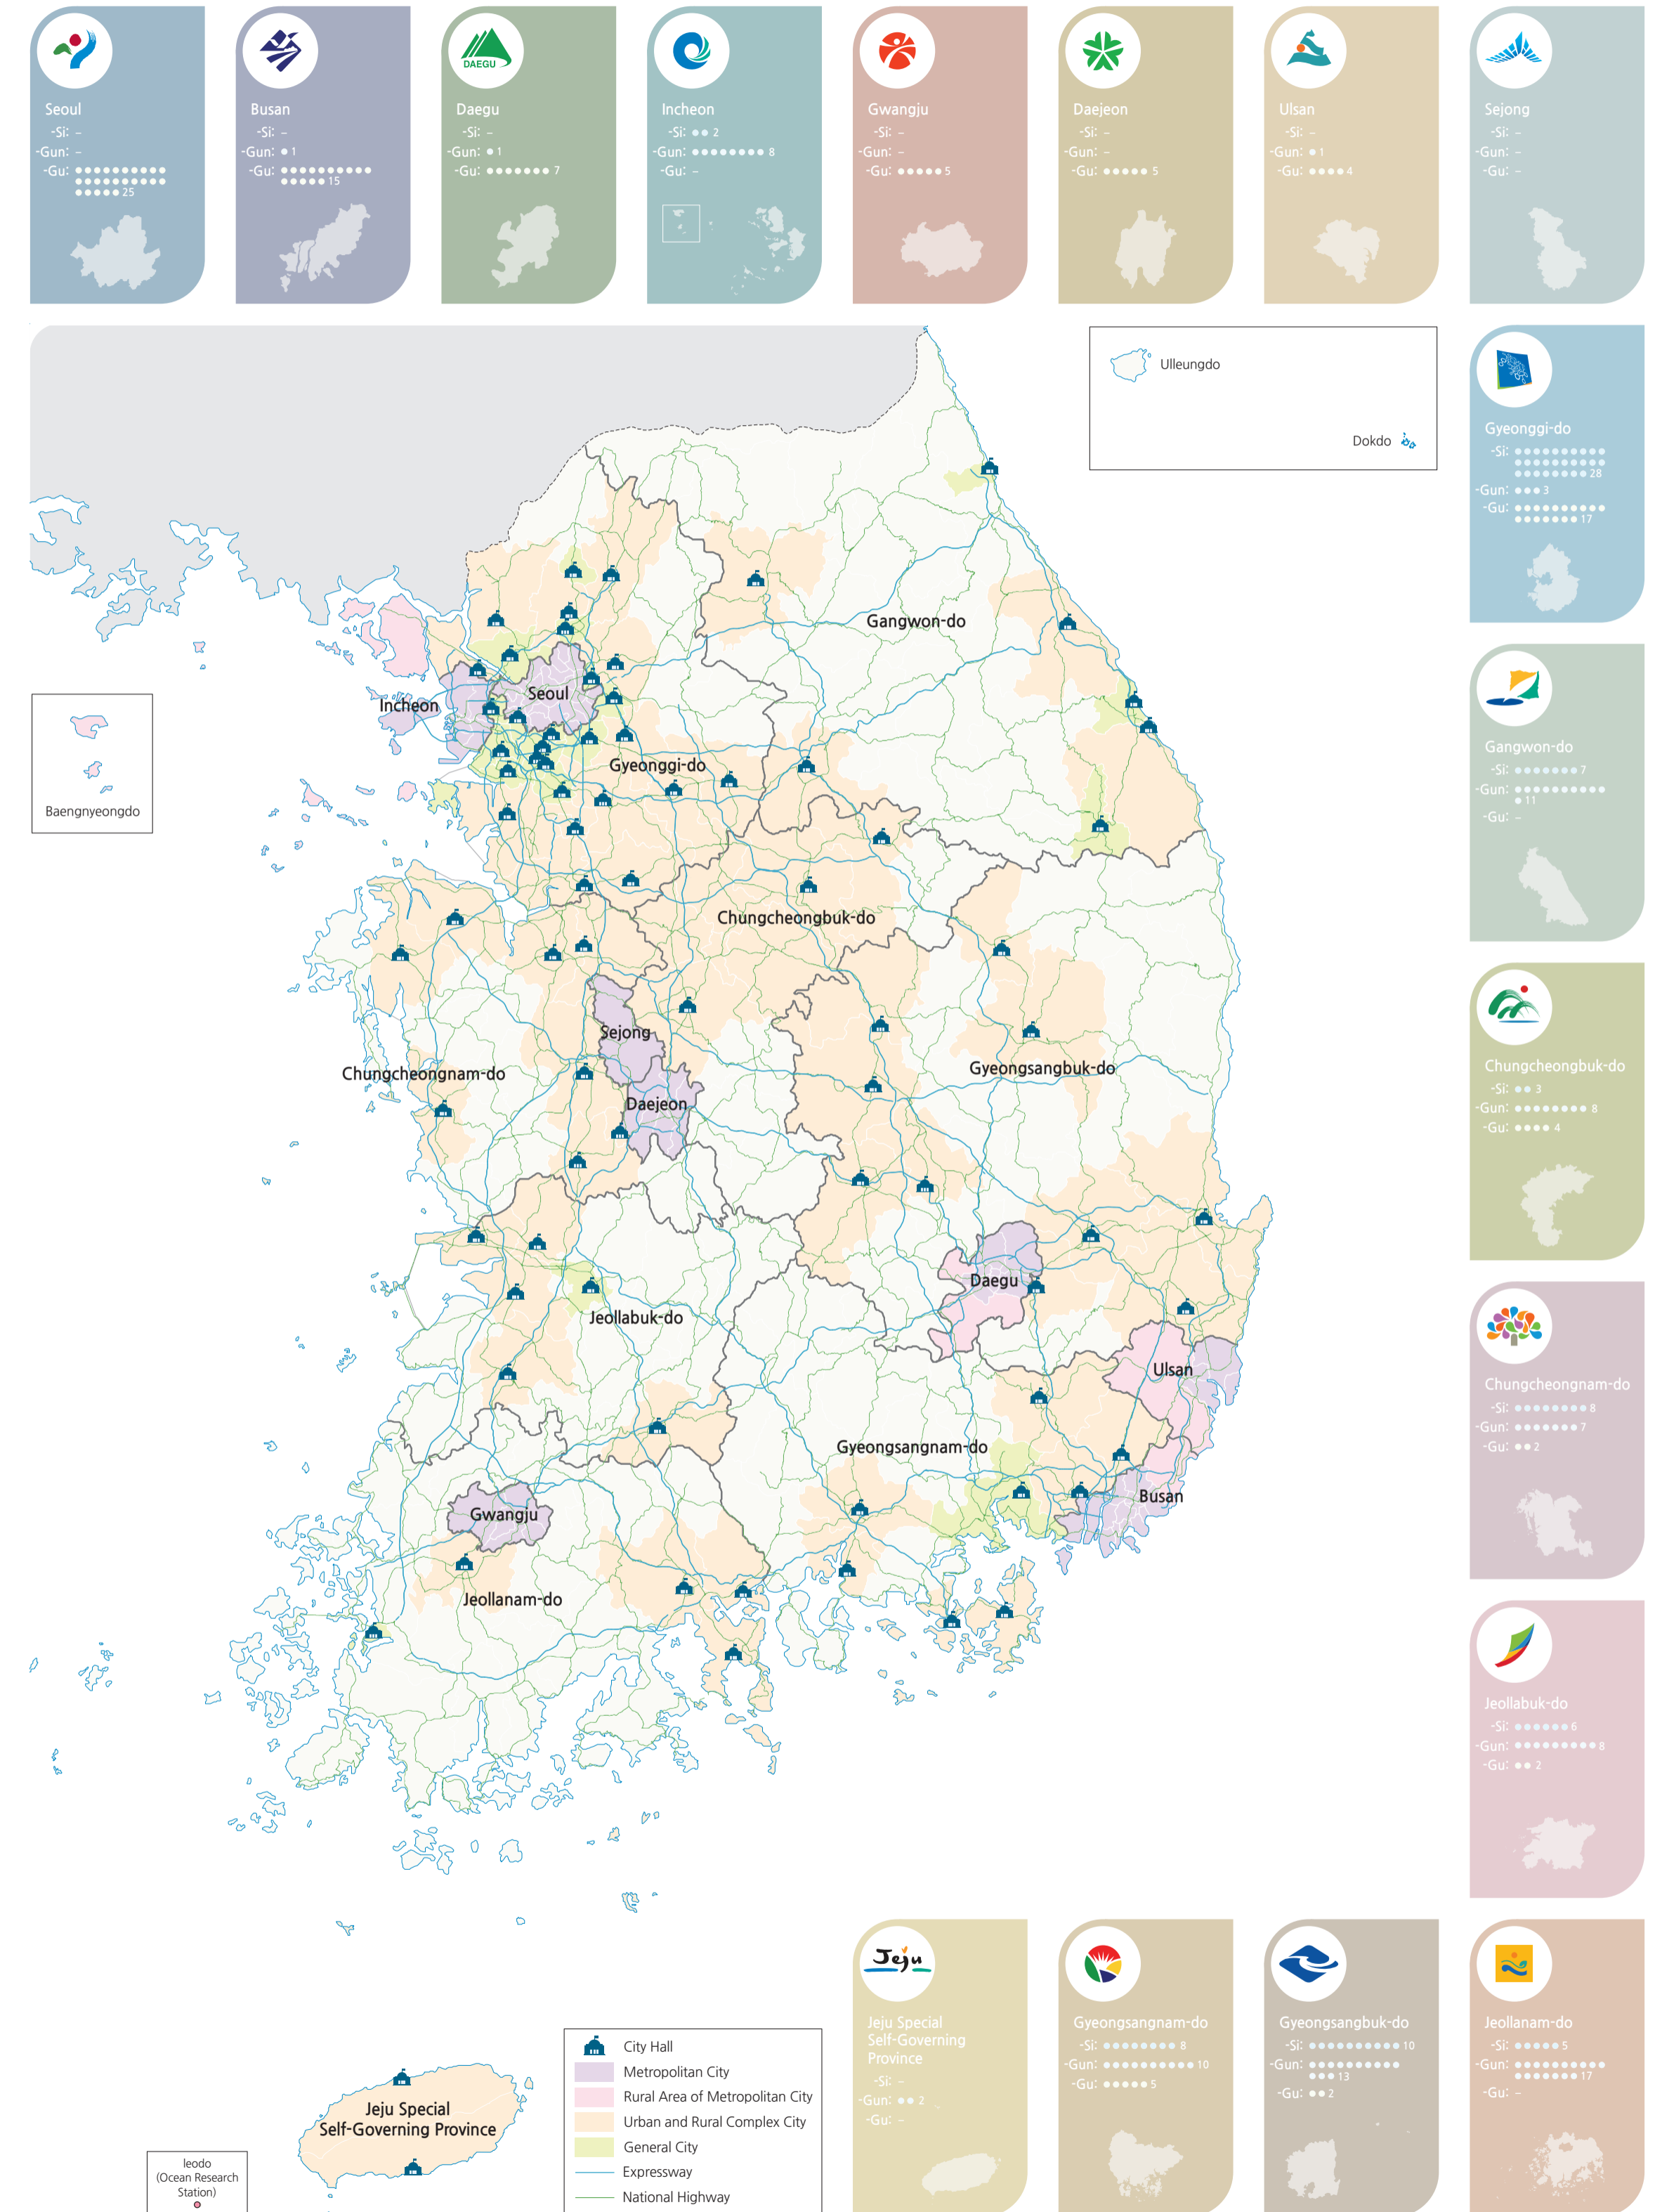 DAEGU
Seoul
-Si: –
-Gun: –
-Gu:
25
Busan
-Si: –
-Gun: 1
-Gu:
15
Daegu
-Si: –
-Gun: 1
-Gu: 7
Incheon
-Si: 2
-Gun: 8
-Gu: –
Gwangju
-Si: –
-Gun: –
-Gu: 5
Daejeon
-Si: –
-Gun: –
-Gu: 5
Ulsan
-Si: –
-Gun: 1
-Gu: 4
Sejong
-Si: –
-Gun: –
-Gu: –
Ulleungdo
Dokdo
Gyeonggi-do
-Si:
28
-Gun: 3
-Gu:
17
Gangwon-do
-Si: 7
-Gun:
11
-Gu: –
Chungcheongbuk-do
-Si: 3
-Gun: 8
-Gu: 4
Chungcheongnam-do
-Si: 8
-Gun: 7
-Gu: 2
Jeollabuk-do
-Si: 6
-Gun: 8
-Gu: 2
Gangwon-do
Seoul
Incheon
Gyeonggi-do
Baengnyeongdo
Chungcheongbuk-do
Sejong
Chungcheongnam-do
Gyeongsangbuk-do
Daejeon
Daegu
Jeollabuk-do
Ulsan
Gyeongsangnam-do
Busan
Gwangju
Jeollanam-do
Jeju
Jeju Special
Self-Governing
Province
-Si: –
-Gun: 2
-Gu: –
Gyeongsangnam-do
-Si: 8
-Gun: 10
-Gu: 5
Gyeongsangbuk-do
-Si: 10
-Gun:
13
-Gu: 2
Jeollanam-do
-Si: 5
-Gun:
17
-Gu: –
City Hall
Metropolitan City
Rural Area of Metropolitan City
Urban and Rural Complex City
General City
Expressway
National Highway
Jeju Special
Self-Governing Province
Ieodo
(Ocean Research
Station)